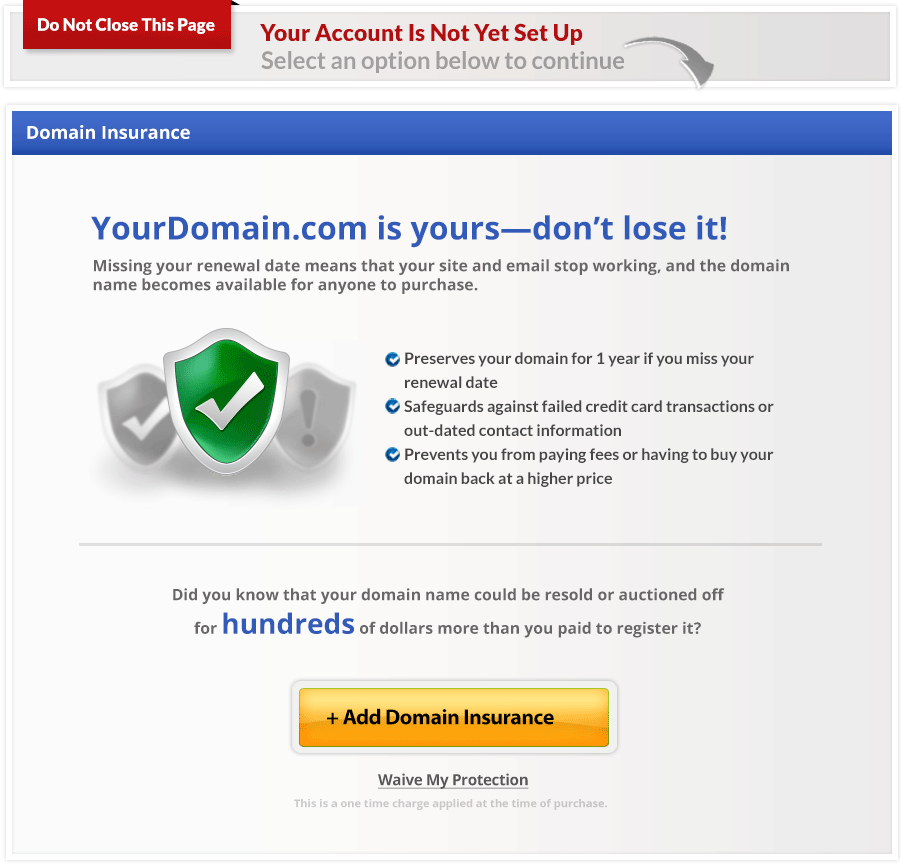 Do Not Close This Page
Your Account Is Not Yet Set Up
Select an option below to continue
Domain Insurance
YourDomain.com is yours—don’t lose it!
Missing your renewal date means that your site and email stop working, and the domain
name becomes available for anyone to purchase.
Preserves your domain for 1 year if you miss your
renewal date
Safeguards against failed credit card transactions or
out-dated contact information
Prevents you from paying fees or having to buy your
domain back at a higher price
Did you know that your domain name could be resold or auctioned off
for hundreds of dollars more than you paid to register it?
+ Add Domain Insurance
Waive My Protection
This is a one time charge applied at the time of purchase.